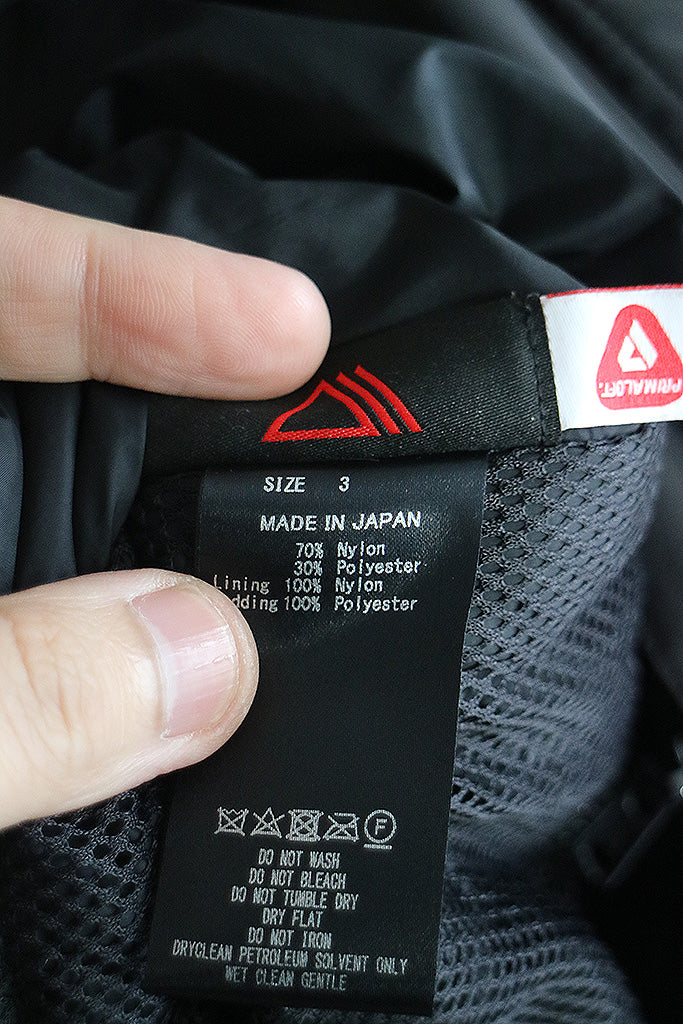 PRIMALOFT
SIZE 3
MADE IN JAPAN
70% Nylon
30% Polyester
Lining 100% Nylon
dding 100% Polyester
F
DO NOT WASH
DO NOT BLEACH
DO NOT TUMBLE DRY
DRY FLAT
DO NOT IRON
DRYCLEAN PETROLEUM SOLVENT ONLY
WET CLEAN GENTLE